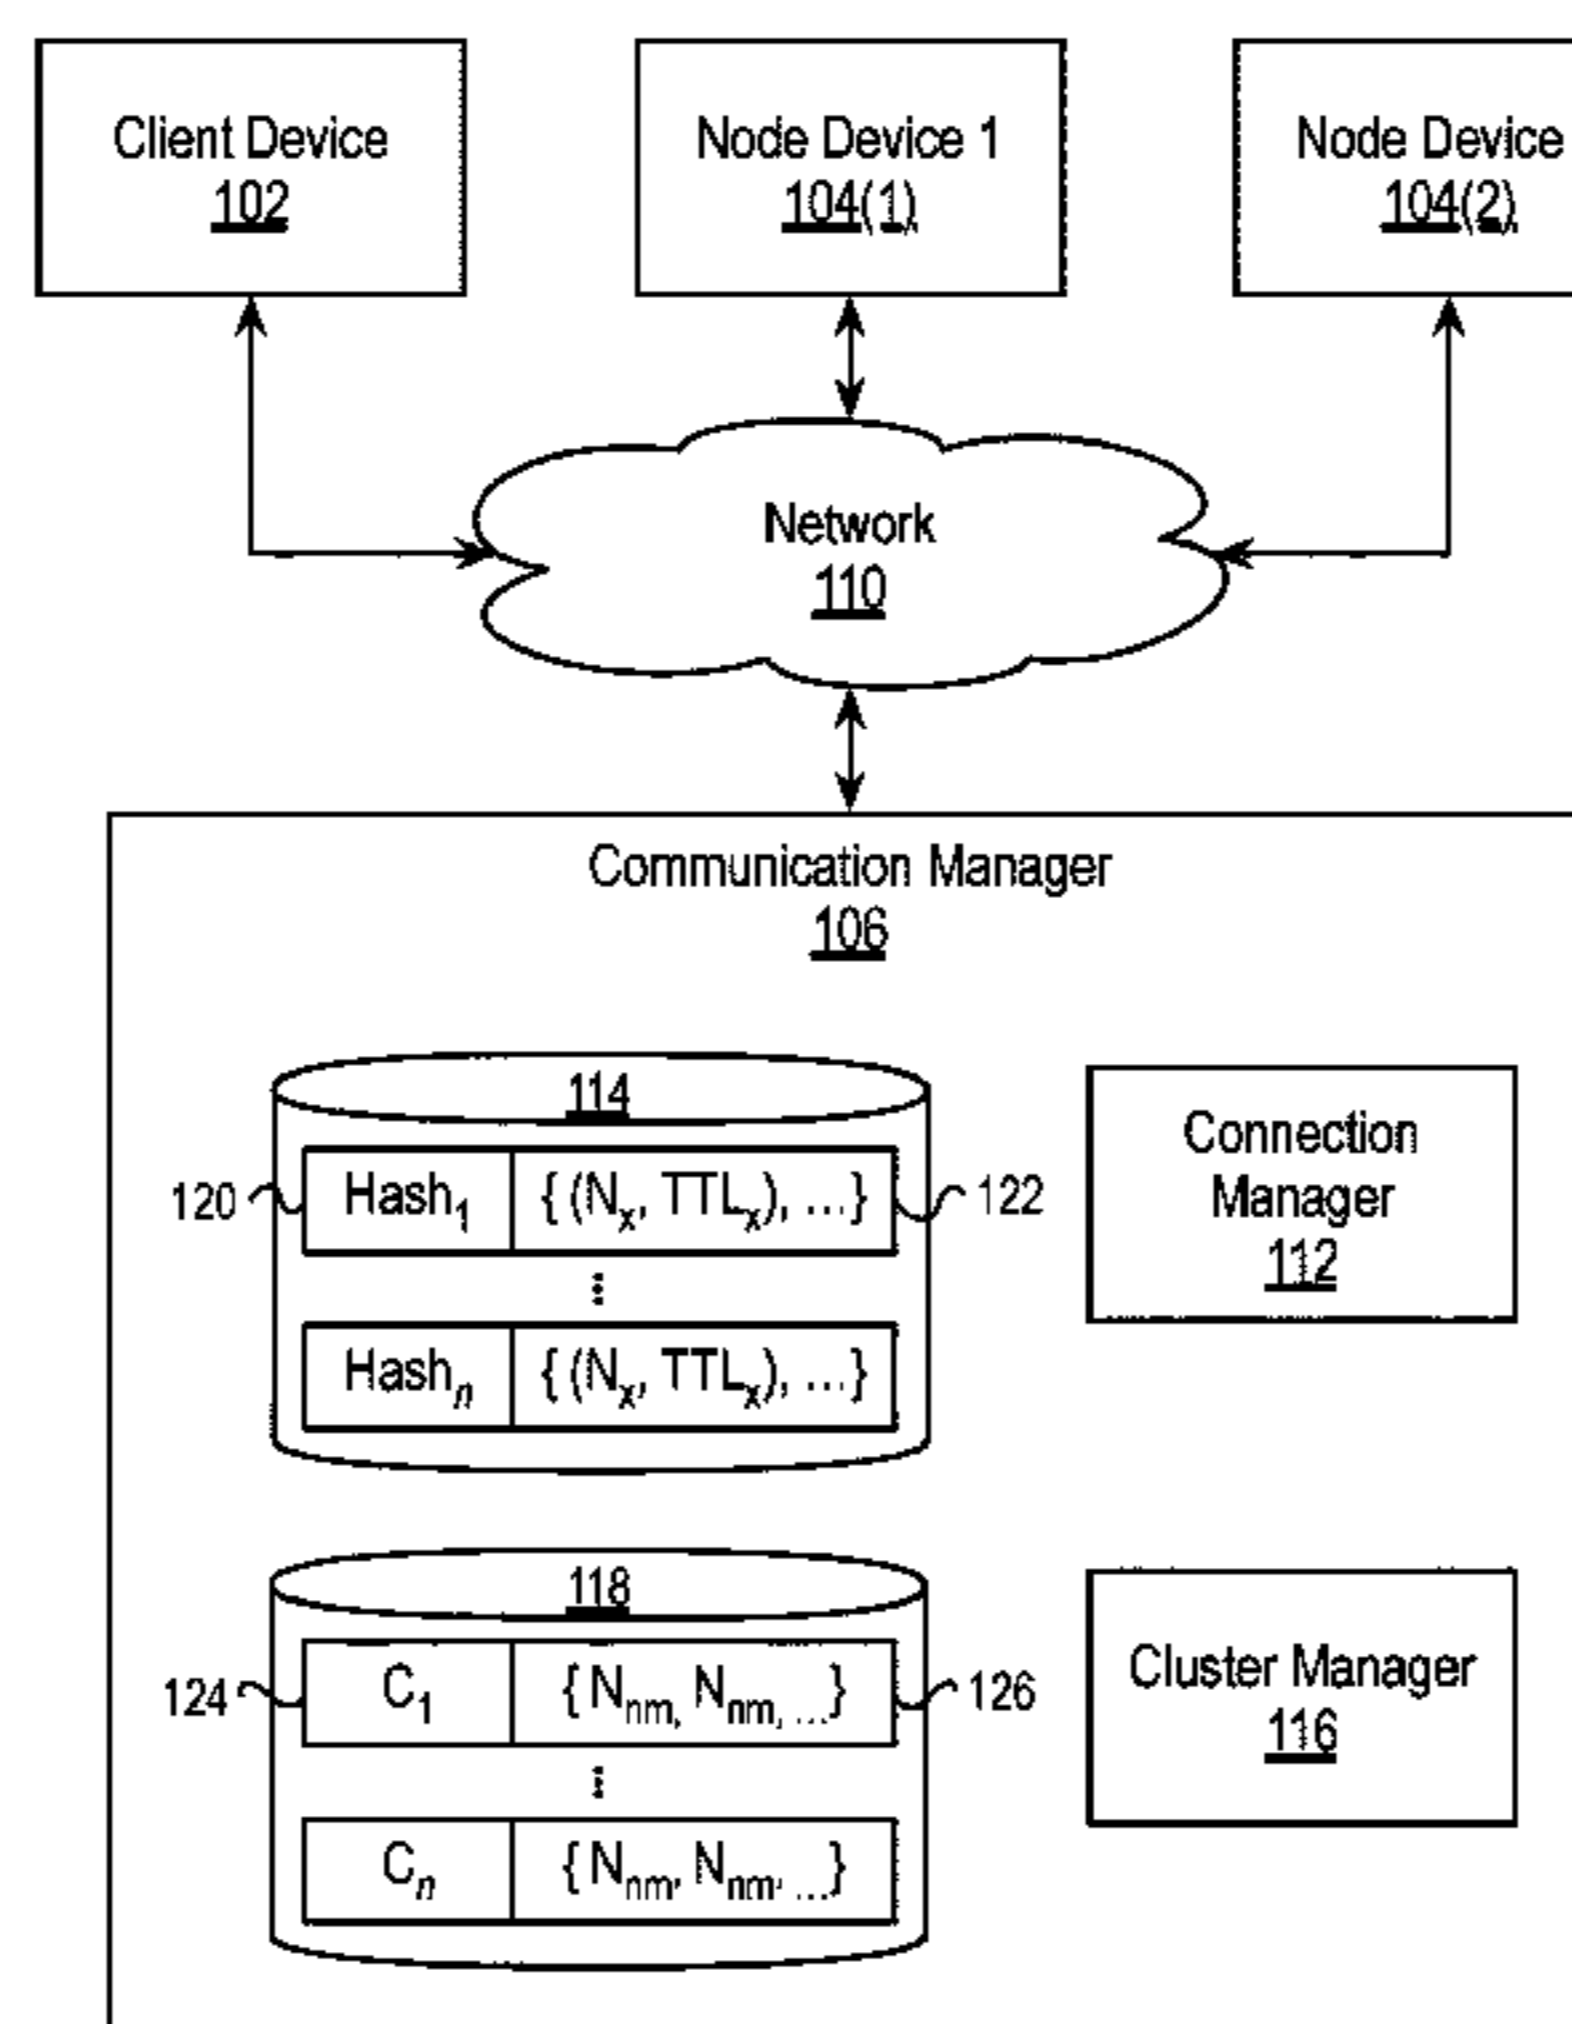 Client Device
102
Node Device 1
104(1)
Node Device
104(2)
Network
110
Communication Manager
106
114
120
Hash1
{ (Nx, TTLx), ...}
122
Hashn
{ (Nx, TTLx), ...}
Connection
Manager
112
118
124
C1
{ Nnm, Nnm, ...}
126
Cn
{ Nnm, Nnm, ...}
Cluster Manager
116